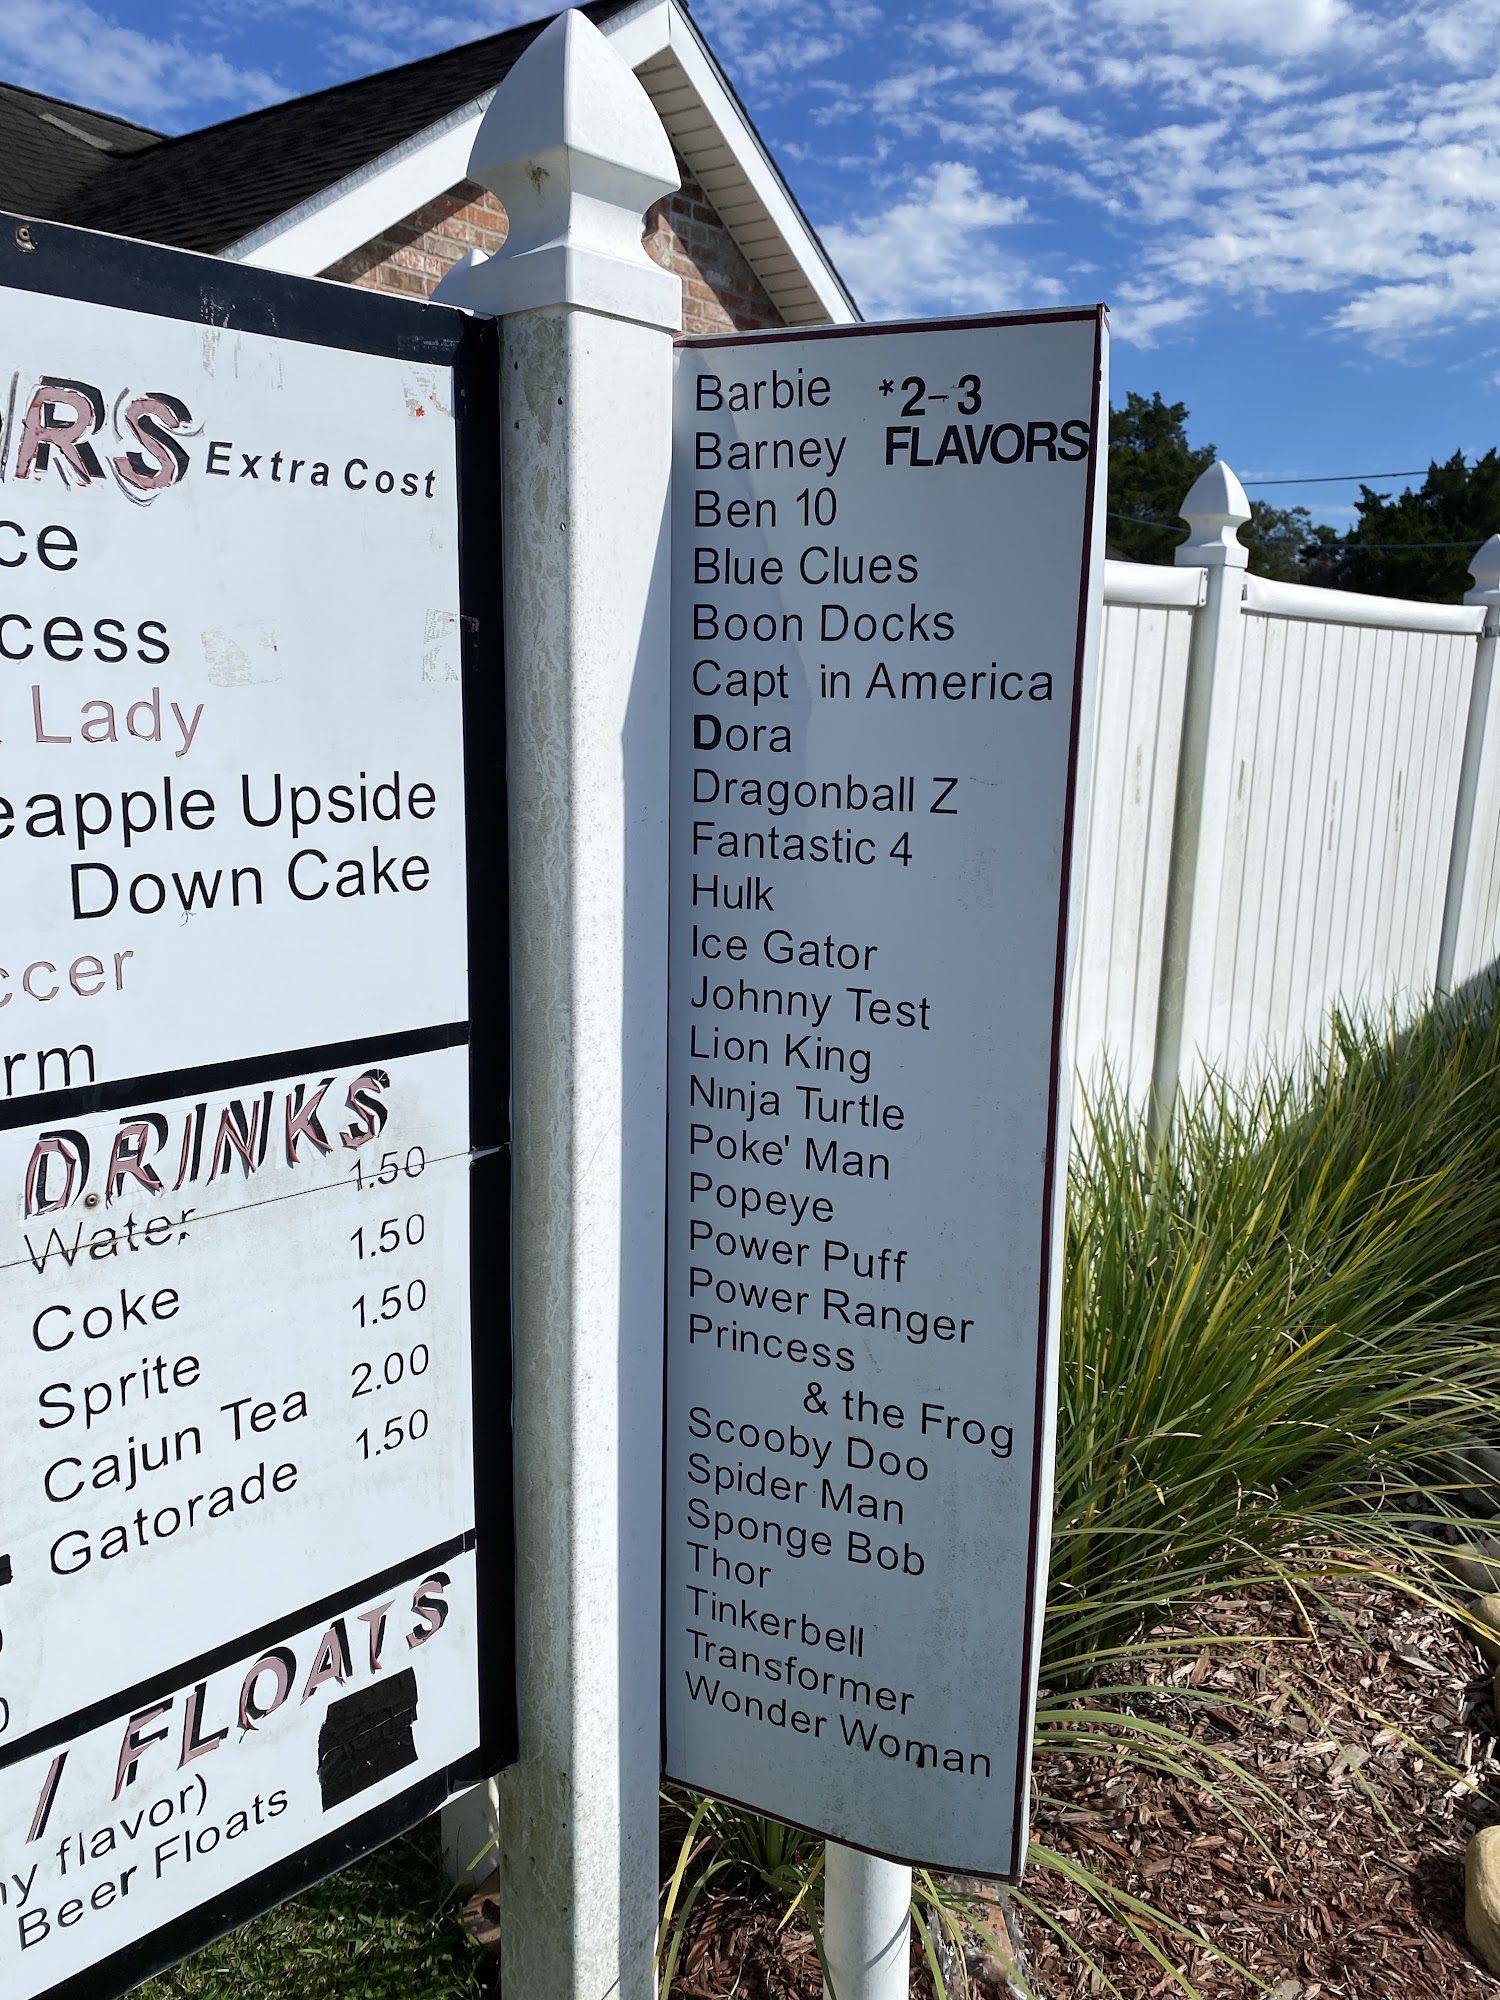 RS Extra Cost
ce
cess
Lady
eapple Upside
Down Cake
ccer
rm
DRINKS
Water 1.50
Coke 1.50
Sprite 1.50
Cajun Tea 2.00
Gatorade 1.50
/ FLOATS
ny flavor)
Beer Floats
Barbie *2-3
Barney FLAVORS
Ben 10
Blue Clues
Boon Docks
Capt in America
Dora
Dragonball Z
Fantastic 4
Hulk
Ice Gator
Johnny Test
Lion King
Ninja Turtle
Poke' Man
Popeye
Power Puff
Power Ranger
Princess
& the Frog
Scooby Doo
Spider Man
Sponge Bob
Thor
Tinkerbell
Transformer
Wonder Woman